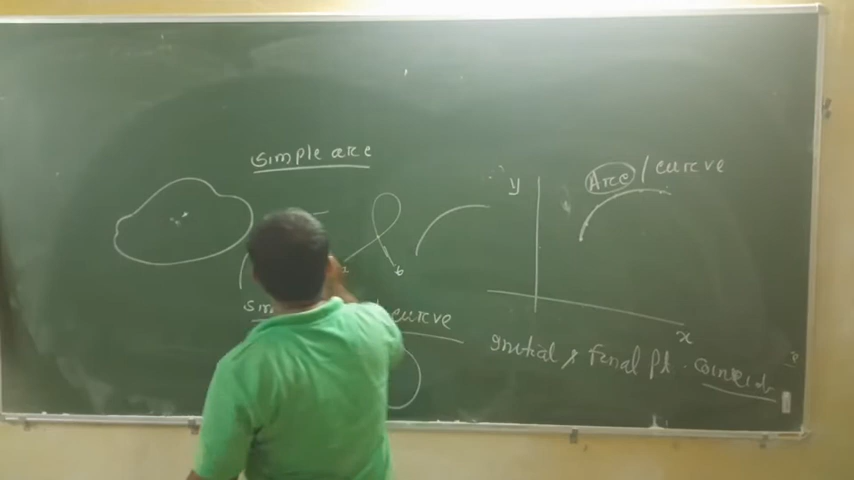 simple arc
Arc / curve
y
a
b
curve
x
Initial & Final pt. coincide